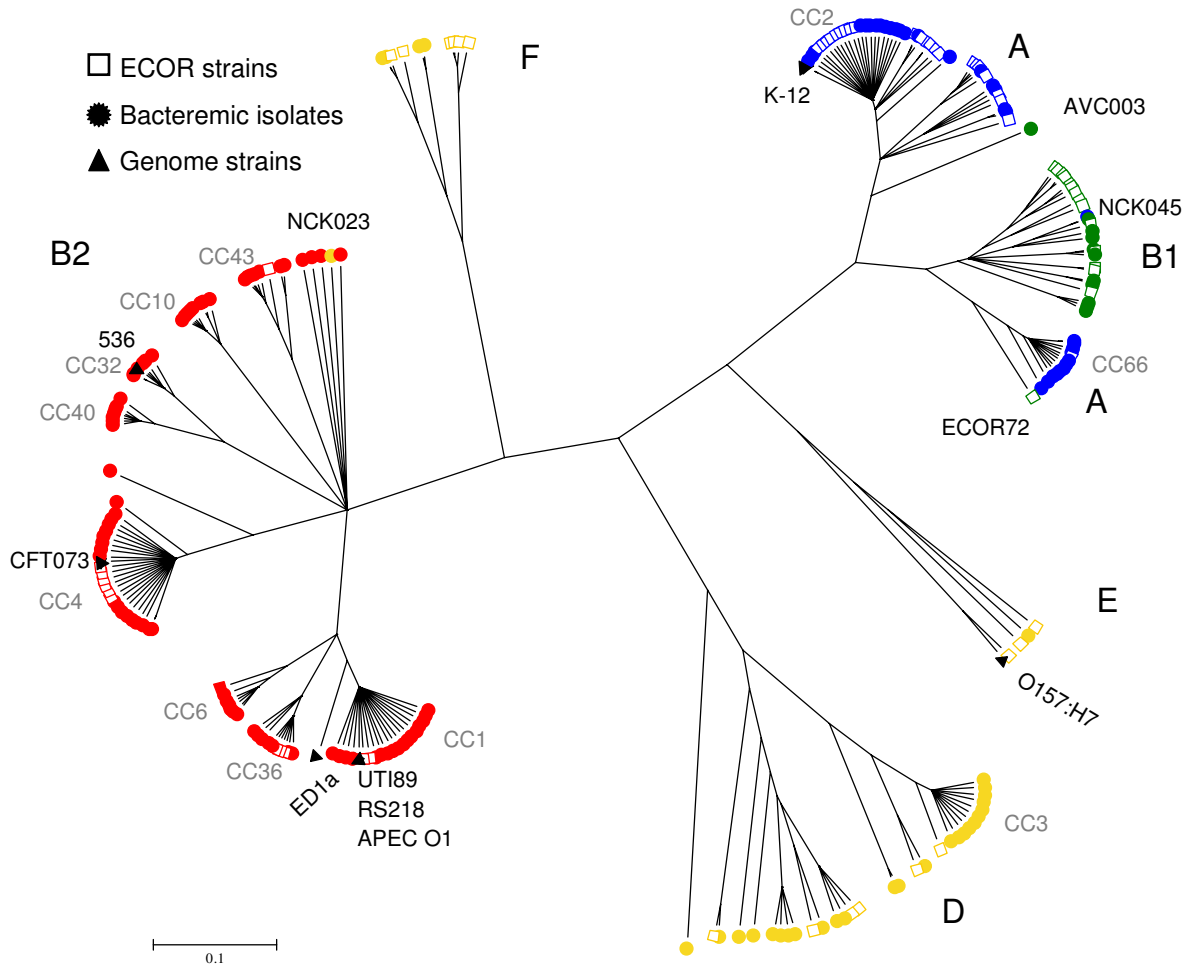 CC2
A
F
ECOR strains
K-12
Bacteremic isolates
AVC003
Genome strains
NCK023
NCK045
B2
CC43
B1
CC10
536
CC32
CC66
CC40
A
ECOR72
CFT073
CC4
E
O157:H7
CC6
CC1
CC36
ED1a
UTI89
RS218
APEC O1
CC3
D
0.1